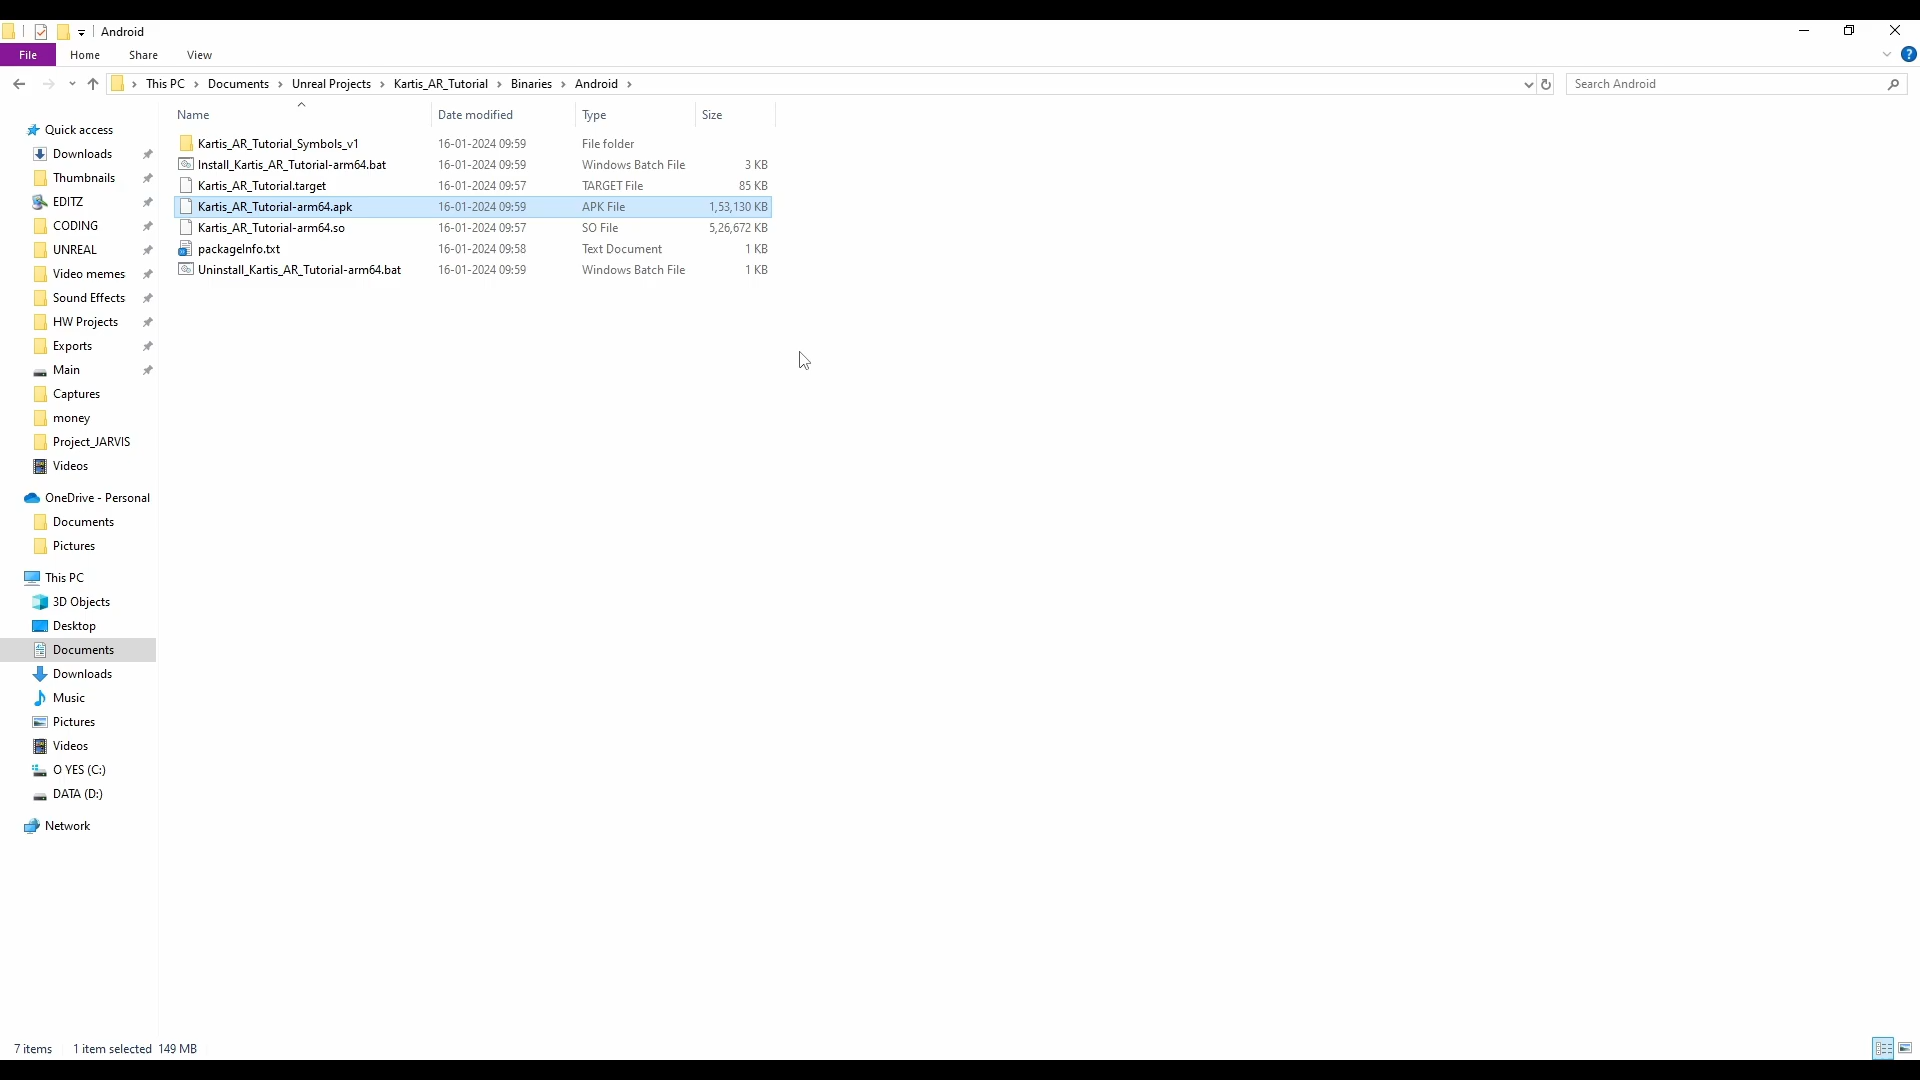 Android
File Home Share View
This PC Documents Unreal Projects Kartis_AR_Tutorial Binaries Android
Search Android
Name Date modified Type Size
Kartis_AR_Tutorial_Symbols_v1 16-01-2024 09:59 File folder
Install_Kartis_AR_Tutorial-arm64.bat 16-01-2024 09:59 Windows Batch File 3 KB
Kartis_AR_Tutorial.target 16-01-2024 09:57 TARGET File 85 KB
Kartis_AR_Tutorial-arm64.apk 16-01-2024 09:59 APK File 1,53,130 KB
Kartis_AR_Tutorial-arm64.so 16-01-2024 09:57 SO File 5,26,672 KB
packageInfo.txt 16-01-2024 09:58 Text Document 1 KB
Uninstall_Kartis_AR_Tutorial-arm64.bat 16-01-2024 09:59 Windows Batch File 1 KB
Quick access
Downloads
Thumbnails
EDITZ
CODING
UNREAL
Video memes
Sound Effects
HW Projects
Exports
Main
Captures
money
Project_JARVIS
Videos
OneDrive - Personal
Documents
Pictures
This PC
3D Objects
Desktop
Documents
Downloads
Music
Pictures
Videos
O YES (C:)
DATA (D:)
Network
7 items 1 item selected 149 MB